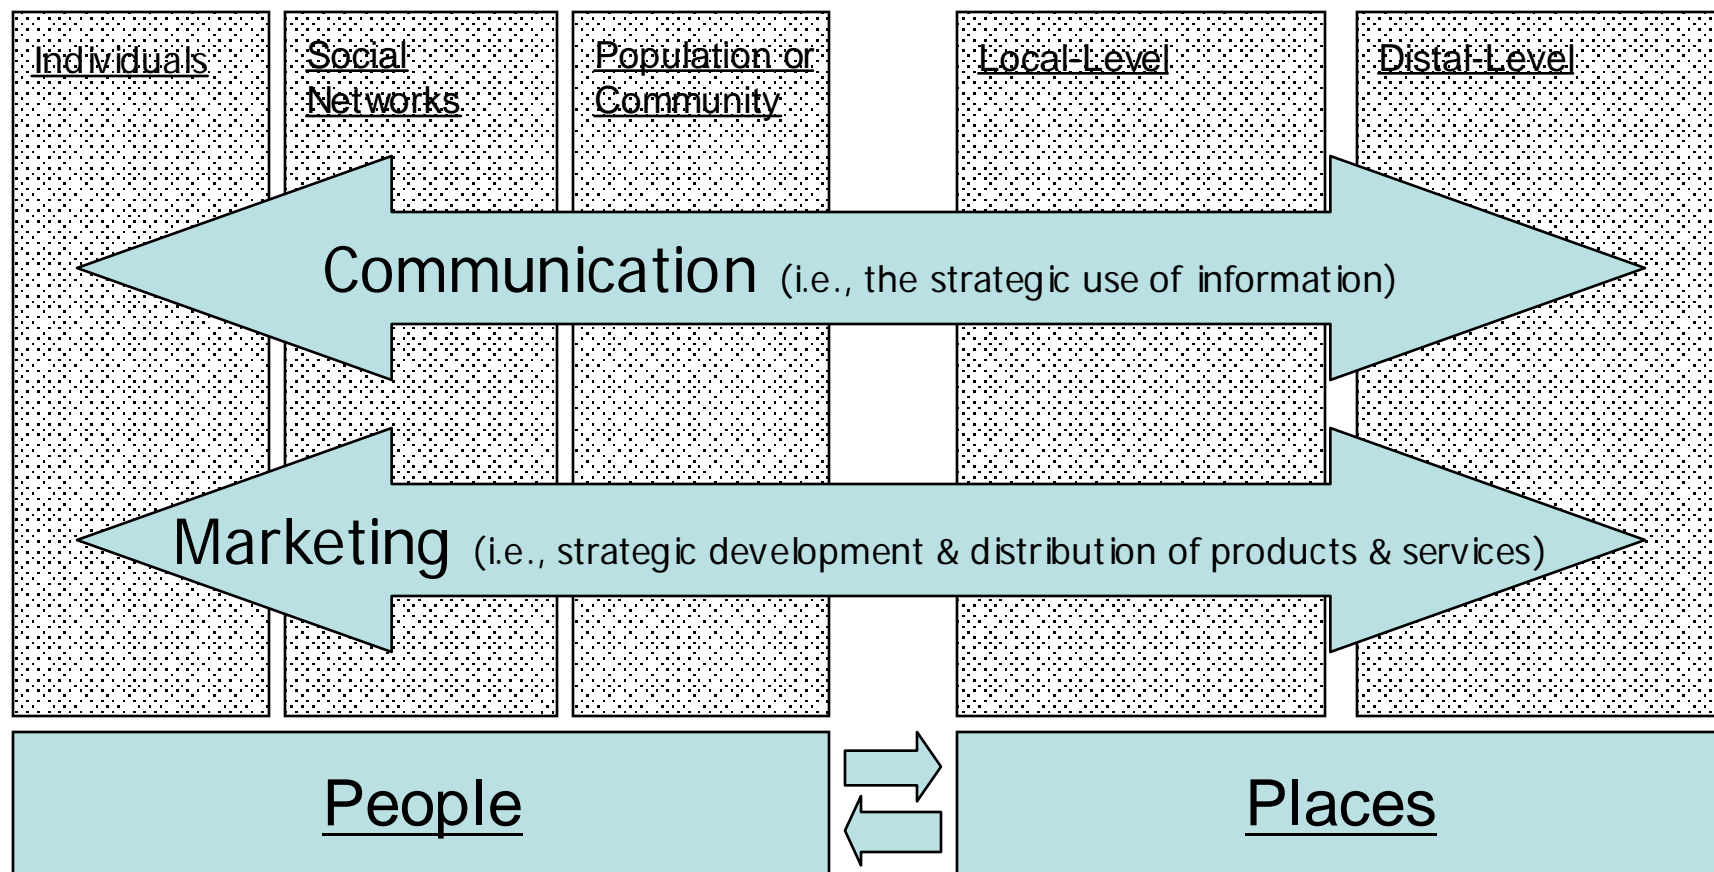 Individuals
Social
Networks
Population or
Community
Local-Level
Distal-Level
Communication (i.e., the strategic use of information)
Marketing (i.e., strategic development & distribution of products & services)
People
Places